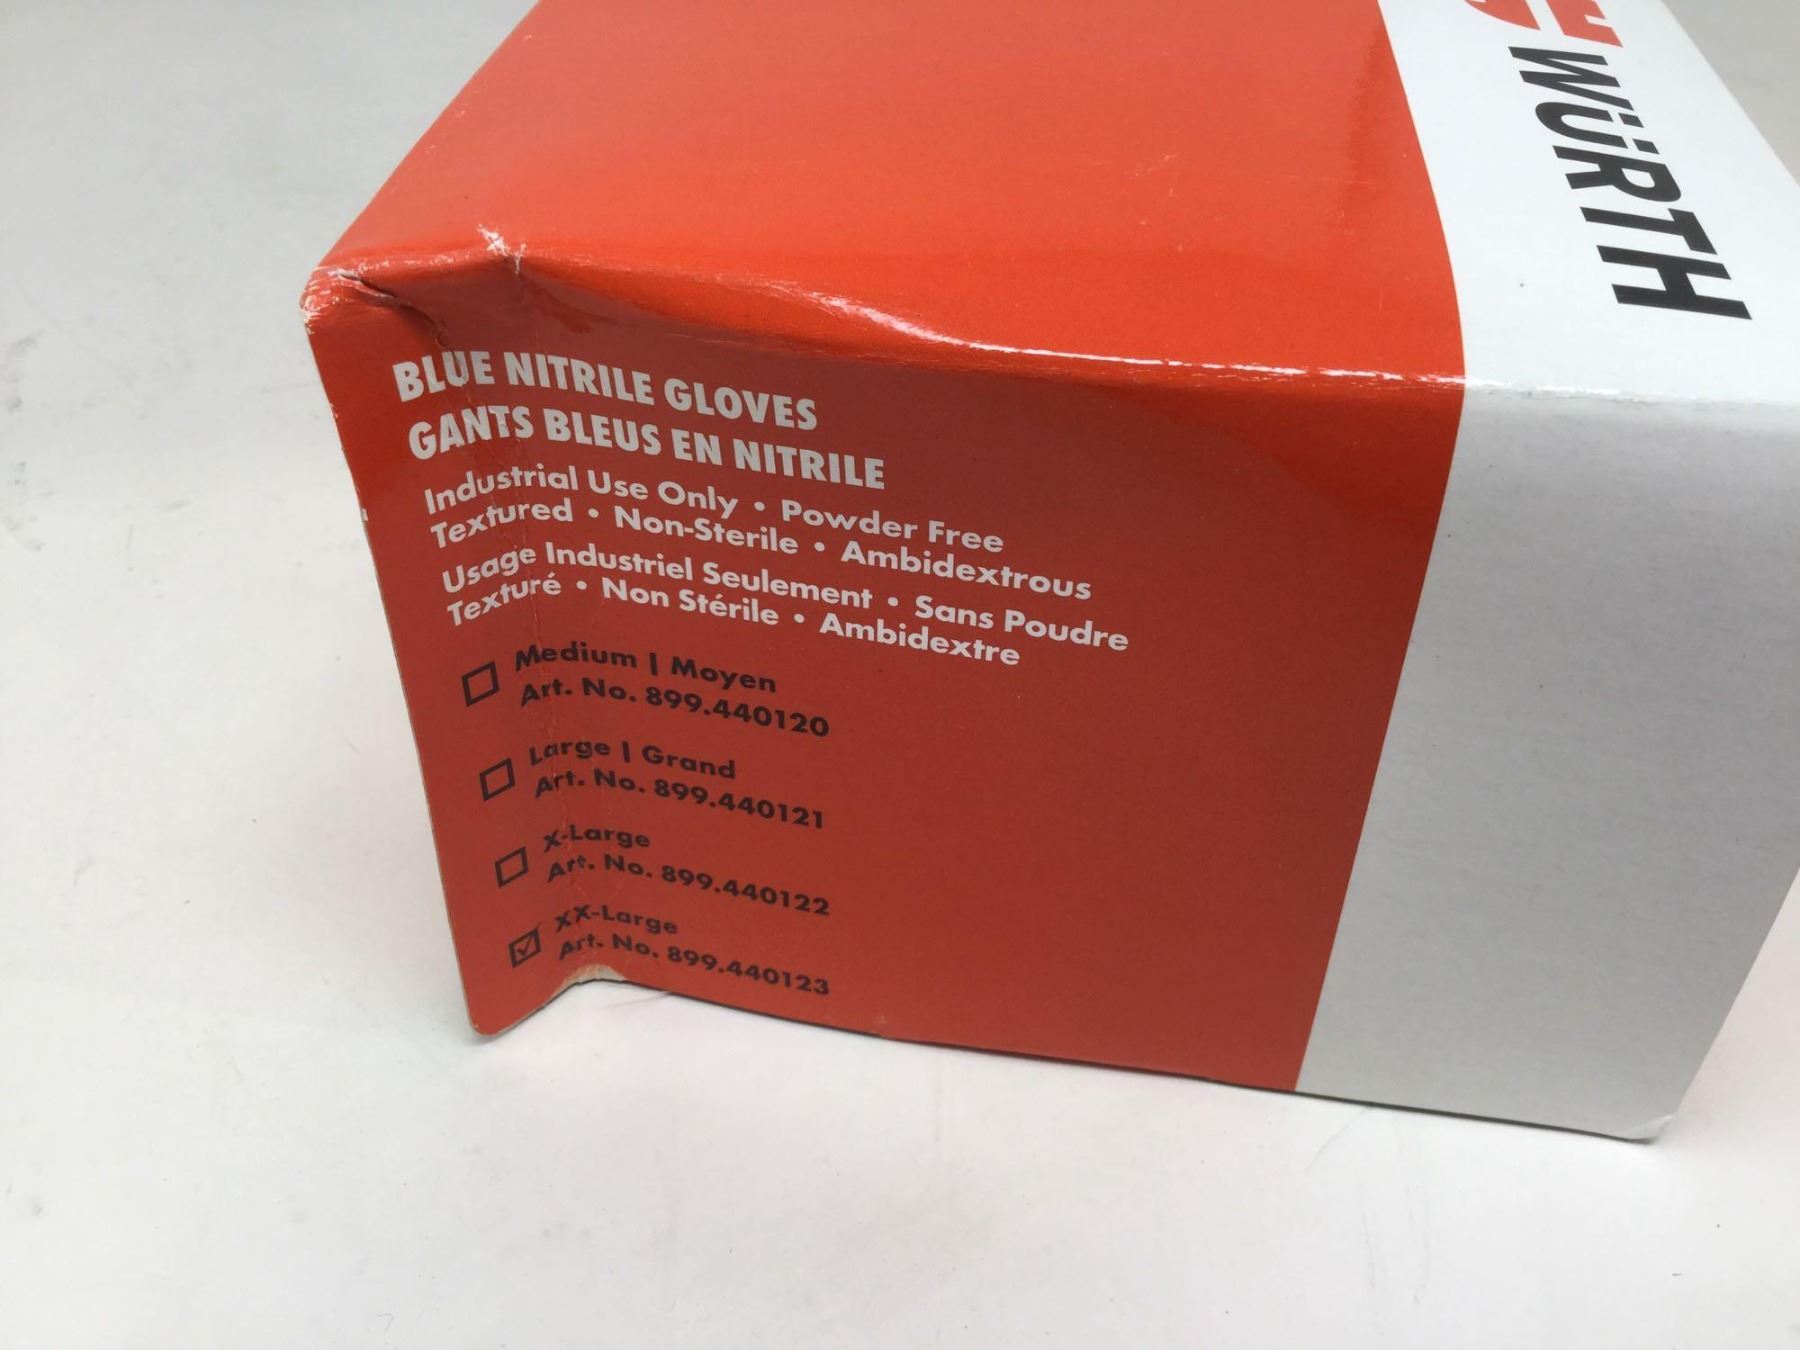 WÜRTH
BLUE NITRILE GLOVES
GANTS BLEUS EN NITRILE
Industrial Use Only • Powder Free
Textured • Non-Sterile • Ambidextrous
Usage Industriel Seulement • Sans Poudre
Texturé • Non Stérile • Ambidextre
Medium | Moyen
Art. No. 899.440120
Large | Grand
Art. No. 899.440121
X-Large
Art. No. 899.440122
XX-Large
Art. No. 899.440123